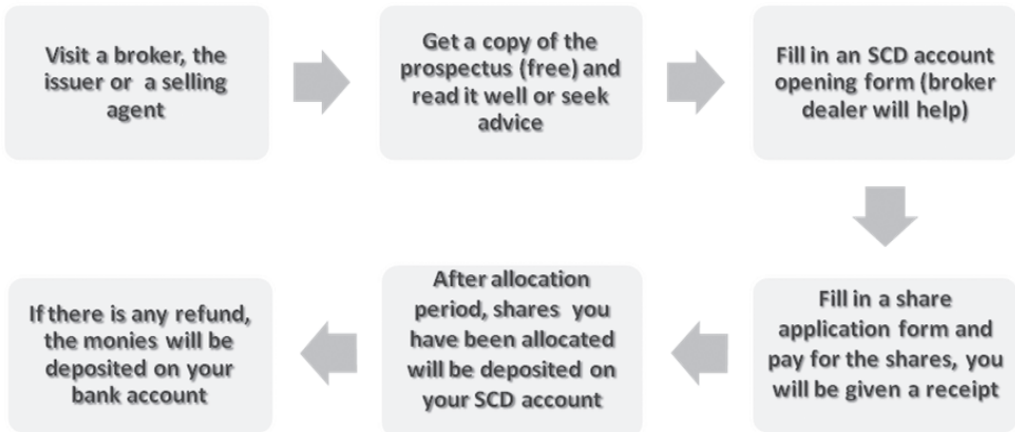 Visit a broker, the
issuer or a selling
agent
Get a copy of the
prospectus (free) and
read it well or seek
advice
Fill in an SCD account
opening form (broker
dealer will help)
Fill in a share
application form and
pay for the shares, you
will be given a receipt
After allocation
period, shares you
have been allocated
will be deposited on
your SCD account
If there is any refund,
the monies will be
deposited on your
bank account